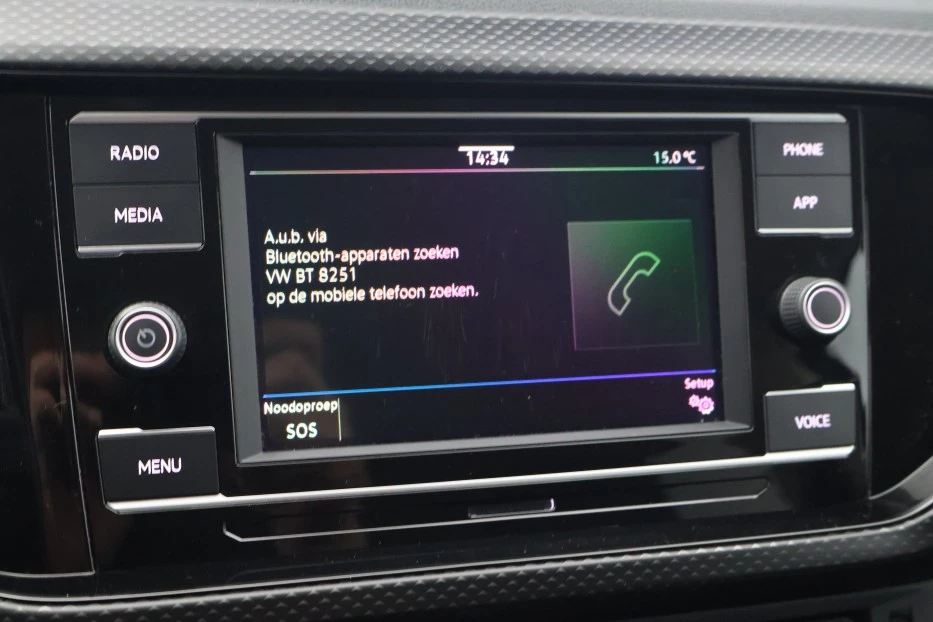 RADIO
MEDIA
MENU
14:34
15.0°C
A.u.b. via
Bluetooth-apparaten zoeken
VW BT 8251
op de mobiele telefoon zoeken.
Noodoproep
SOS
Setup
PHONE
APP
VOICE